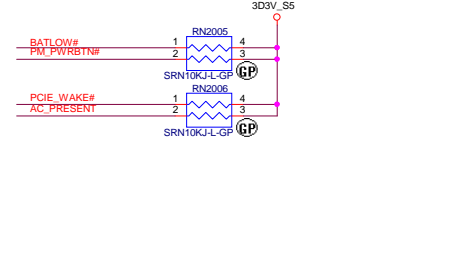 3D3V_S5
RN2005
BATLOW# 1 4
PM_PWRBTN# 2 3
SRN10KJ-L-GP GP
RN2006
PCIE_WAKE# 1 4
AC_PRESENT 2 3
SRN10KJ-L-GP GP